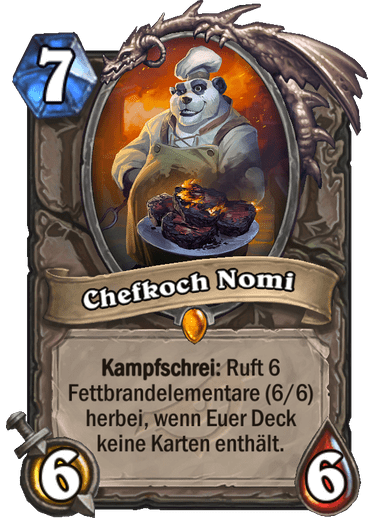 7
Chefkoch Nomi
Kampfschrei: Ruft 6
Fettbrandelementare (6/6)
herbei, wenn Euer Deck
keine Karten enthält.
6 6